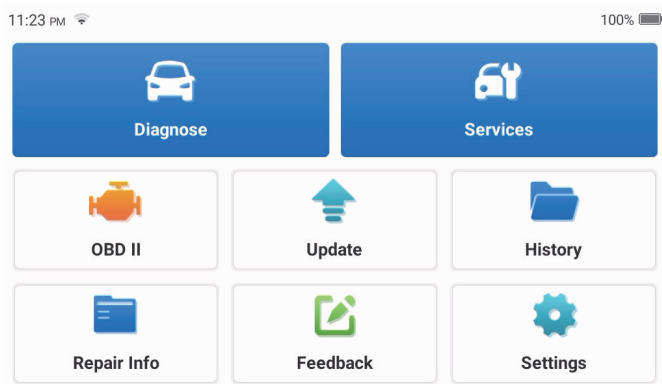 11:23 PM
100%
Diagnose
Services
OBD II
Update
History
Repair Info
Feedback
Settings